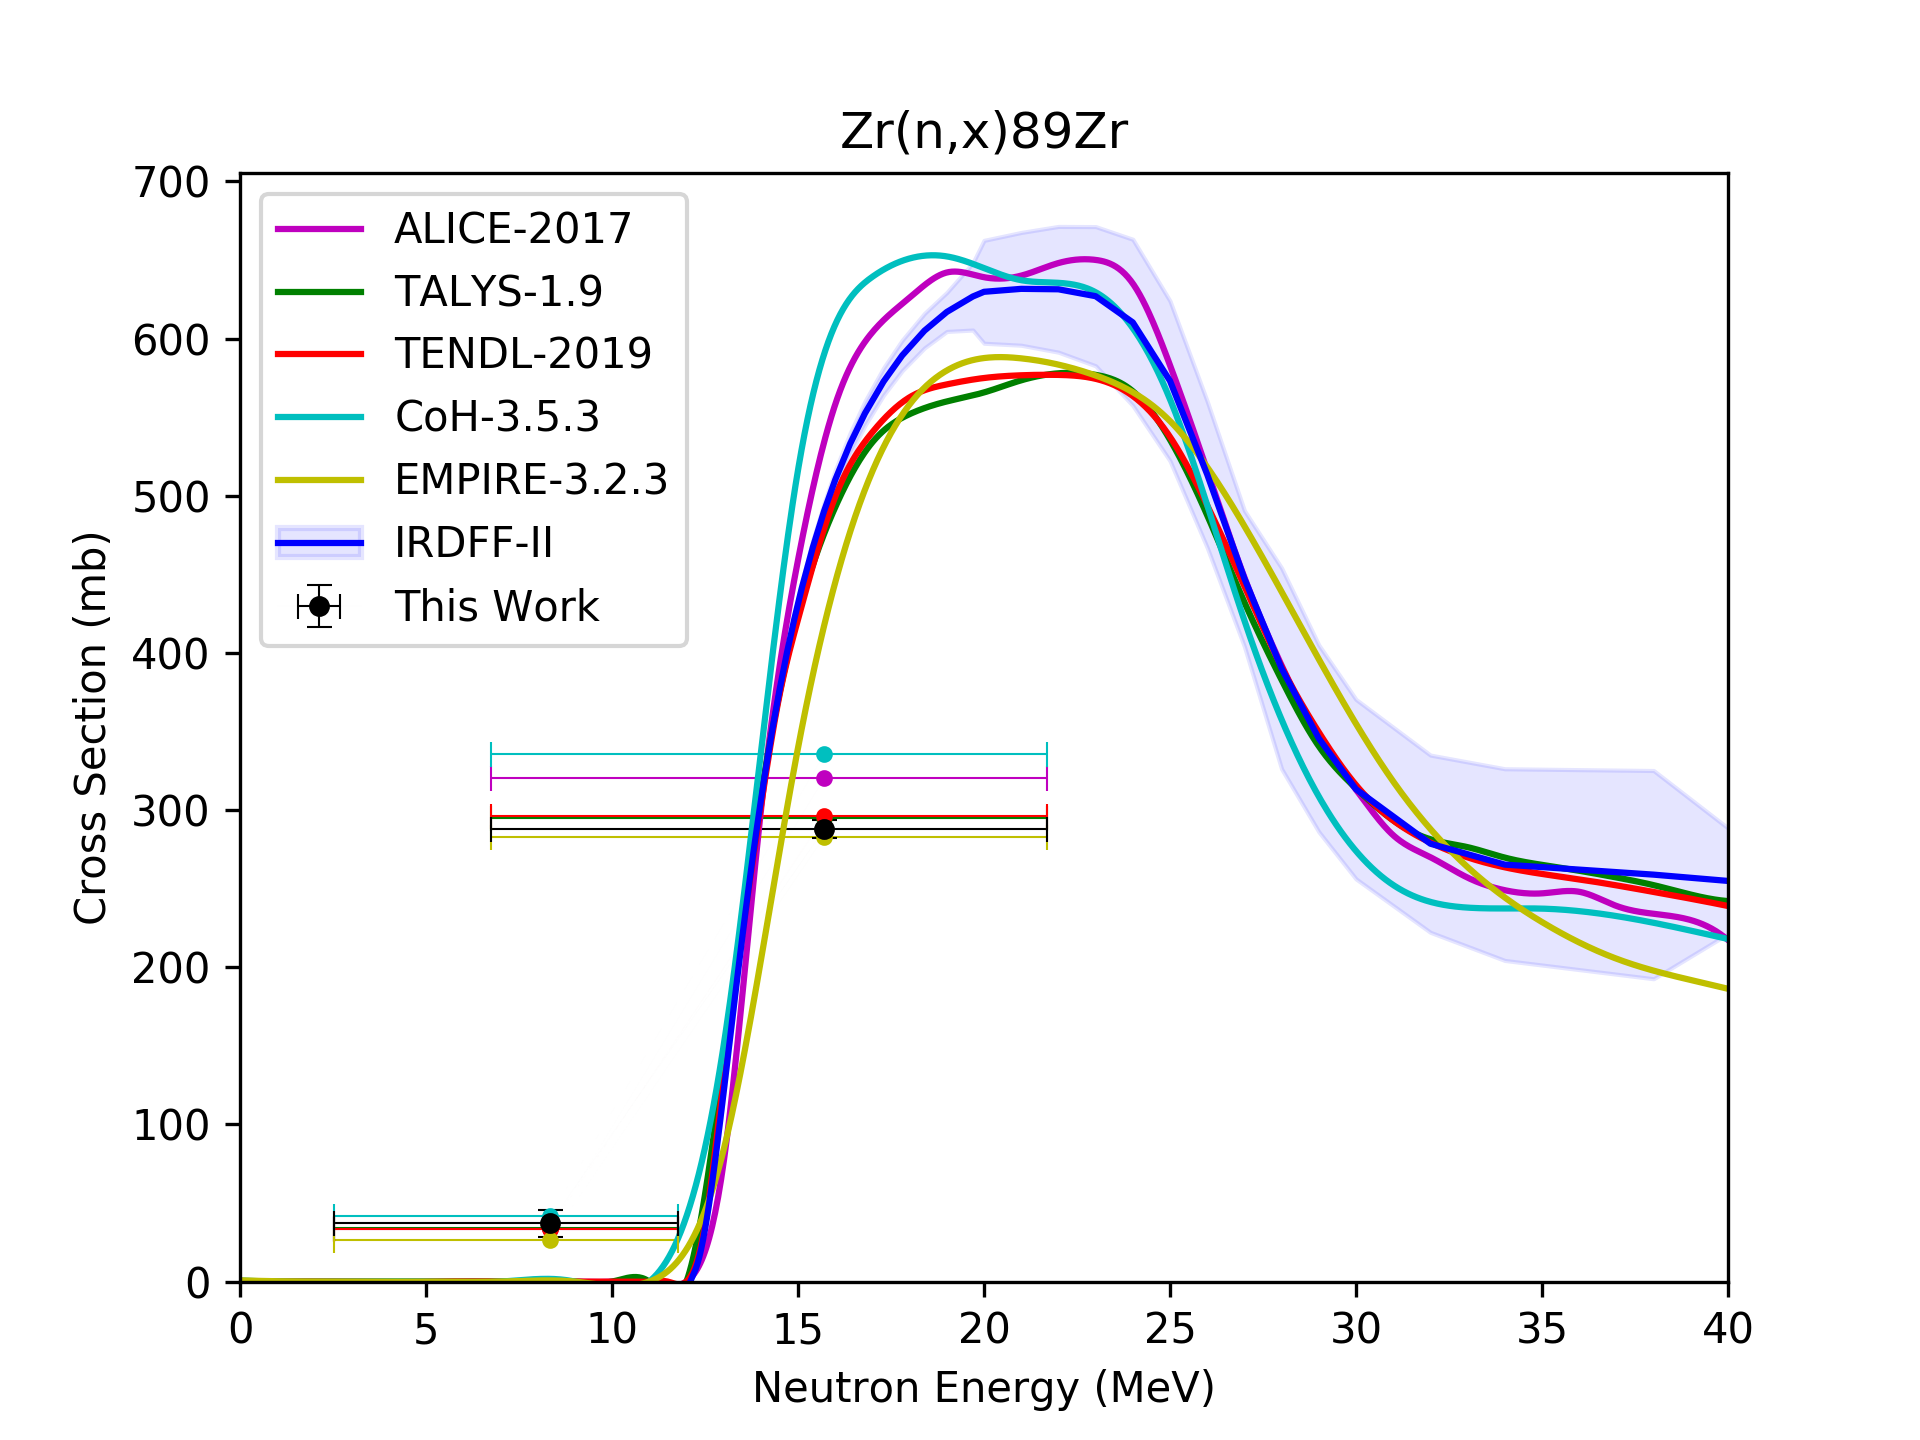 Zr(n,x)89Zr
700
600
500
400
300
200
100
0
Cross Section (mb)
ALICE-2017
TALYS-1.9
TENDL-2019
CoH-3.5.3
EMPIRE-3.2.3
IRDFF-II
This Work
0 5 10 15 20 25 30 35 40
Neutron Energy (MeV)